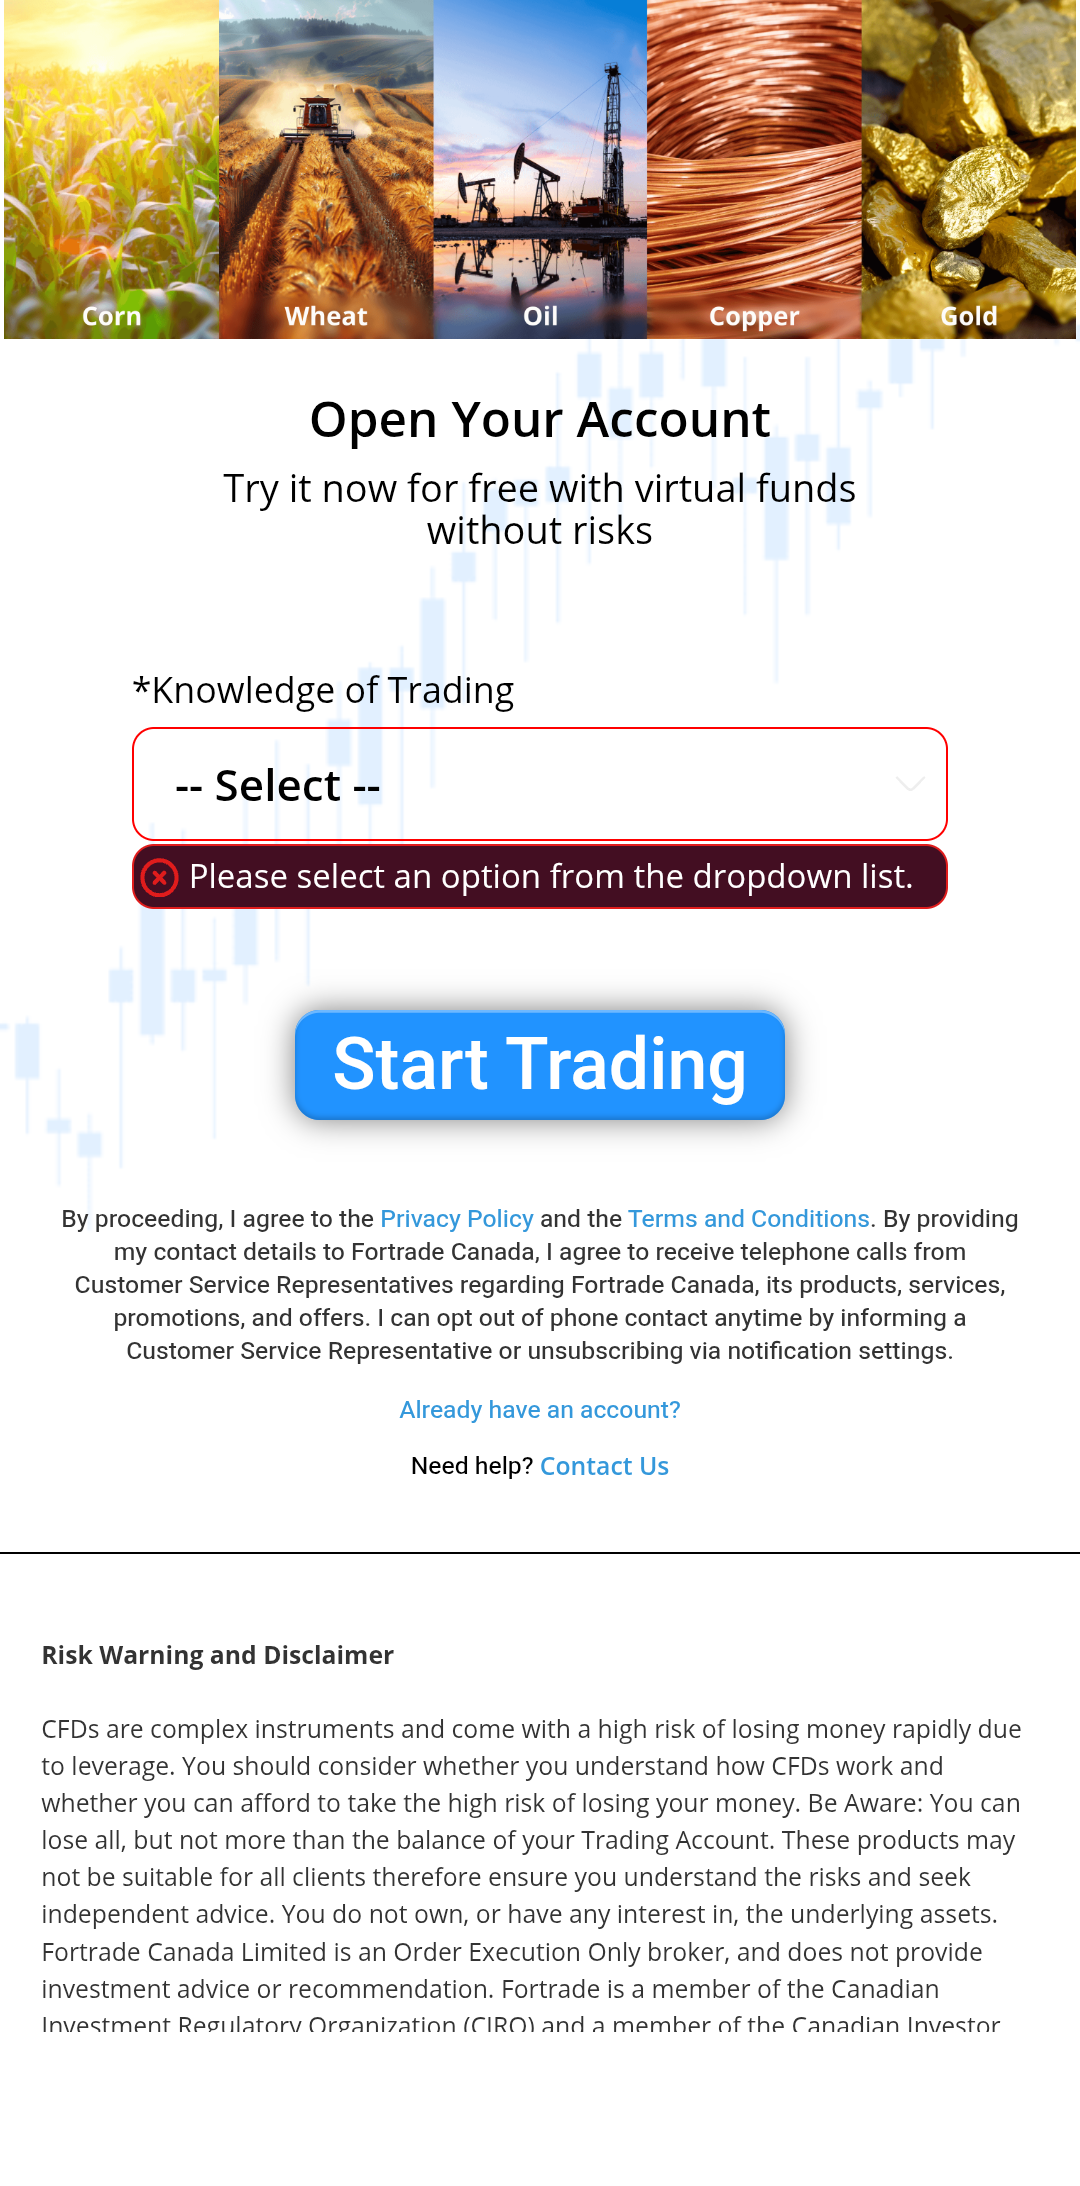 Corn
Wheat
Oil
Copper
Gold
Open Your Account
Try it now for free with virtual funds
without risks
*Knowledge of Trading
-- Select --
Please select an option from the dropdown list.
Start Trading
By proceeding, I agree to the Privacy Policy and the Terms and Conditions. By providing
my contact details to Fortrade Canada, I agree to receive telephone calls from
Customer Service Representatives regarding Fortrade Canada, its products, services,
promotions, and offers. I can opt out of phone contact anytime by informing a
Customer Service Representative or unsubscribing via notification settings.
Already have an account?
Need help? Contact Us
Risk Warning and Disclaimer
CFDs are complex instruments and come with a high risk of losing money rapidly due
to leverage. You should consider whether you understand how CFDs work and
whether you can afford to take the high risk of losing your money. Be Aware: You can
lose all, but not more than the balance of your Trading Account. These products may
not be suitable for all clients therefore ensure you understand the risks and seek
independent advice. You do not own, or have any interest in, the underlying assets.
Fortrade Canada Limited is an Order Execution Only broker, and does not provide
investment advice or recommendation. Fortrade is a member of the Canadian
Investment Regulatory Organization (CIRO) and a member of the Canadian Investor